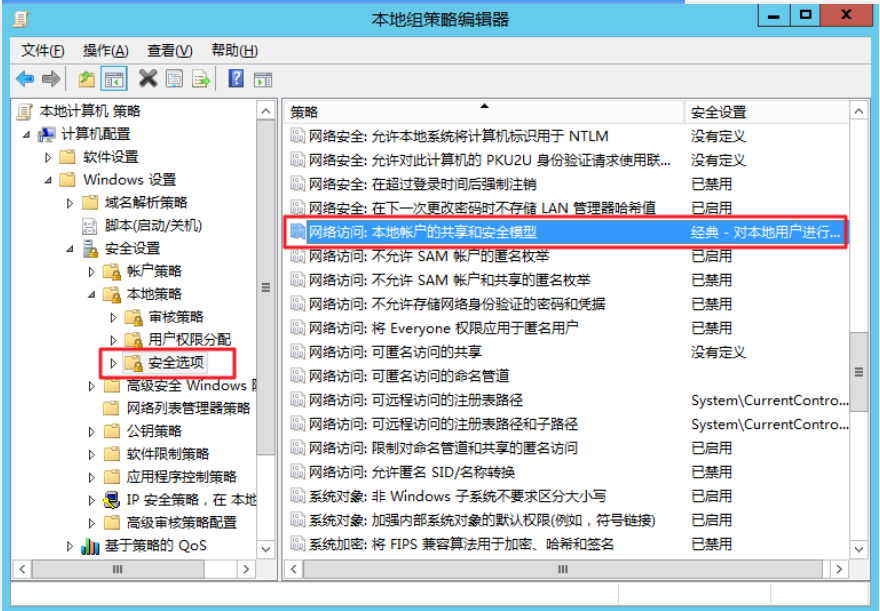 本地组策略编辑器
文件(F) 操作(A) 查看(V) 帮助(H)
本地计算机 策略
计算机配置
软件设置
Windows 设置
域名解析策略
脚本(启动/关机)
安全设置
帐户策略
本地策略
审核策略
用户权限分配
安全选项
高级安全 Windows
网络列表管理器策略
公钥策略
软件限制策略
应用程序控制策略
IP 安全策略，在 本地
高级审核策略配置
基于策略的 QoS
策略 安全设置
网络安全: 允许本地系统将计算机标识用于 NTLM 没有定义
网络安全: 允许对此计算机的 PKU2U 身份验证请求使用联... 没有定义
网络安全: 在超过登录时间后强制注销 已禁用
网络安全: 在下一次更改密码时不存储 LAN 管理器哈希值 已启用
网络访问: 本地帐户的共享和安全模型 经典 - 对本地用户进行...
网络访问: 不允许 SAM 帐户的匿名枚举 已启用
网络访问: 不允许 SAM 帐户和共享的匿名枚举 已禁用
网络访问: 不允许存储网络身份验证的密码和凭据 已禁用
网络访问: 将 Everyone 权限应用于匿名用户 已禁用
网络访问: 可匿名访问的共享 没有定义
网络访问: 可匿名访问的命名管道
网络访问: 可远程访问的注册表路径 System\CurrentContro...
网络访问: 可远程访问的注册表路径和子路径 System\CurrentContro...
网络访问: 限制对命名管道和共享的匿名访问 已启用
网络访问: 允许匿名 SID/名称转换 已禁用
系统对象: 非 Windows 子系统不要求区分大小写 已启用
系统对象: 加强内部系统对象的默认权限(例如，符号链接) 已启用
系统加密: 将 FIPS 兼容算法用于加密、哈希和签名 已禁用